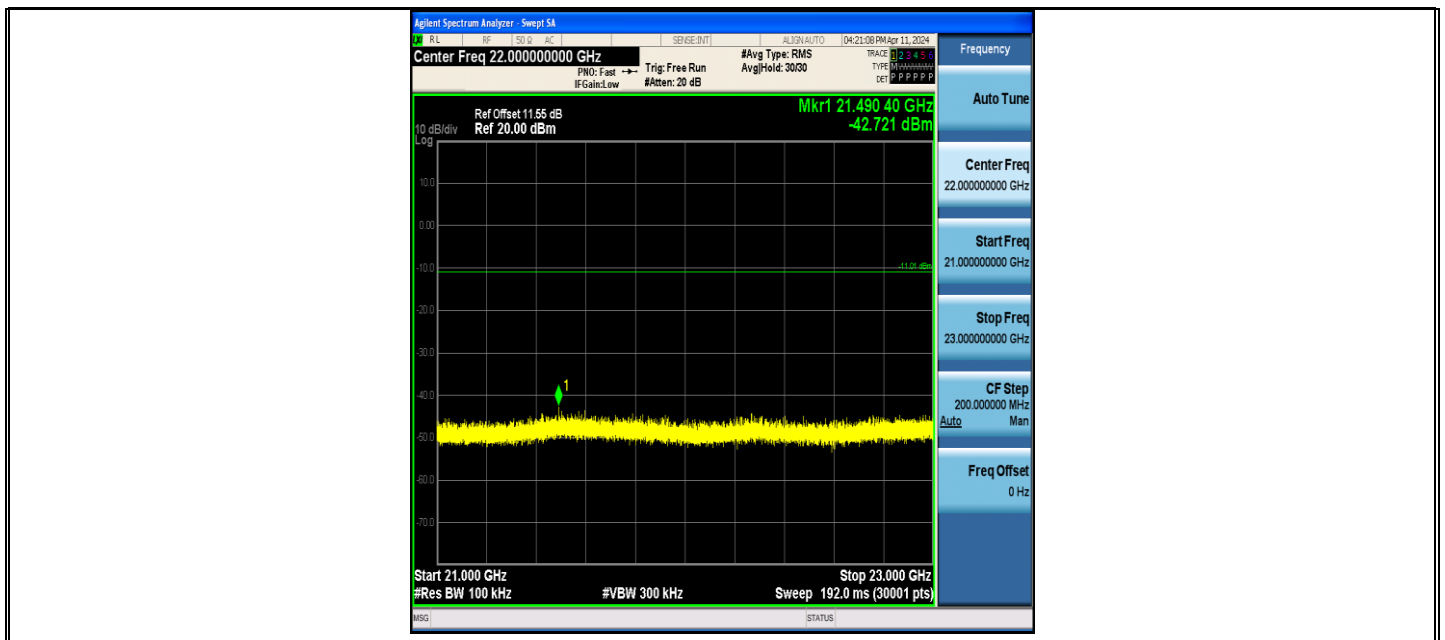 Agilent Spectrum Analyzer - Swept SA
RL RF 50 Ω AC SENSE:INT ALIGN AUTO 04:21:08 PM Apr 11, 2024
Center Freq 22.000000000 GHz
PNO: Fast
IFGain:Low
Trig: Free Run
#Atten: 20 dB
#Avg Type: RMS
Avg|Hold: 30/30
TRACE 1 2 3 4 5 6
TYPE
DET P P P P P P
Mkr1 21.490 40 GHz
-42.721 dBm
Ref Offset 11.55 dB
10 dB/div Ref 20.00 dBm
Log
10.0
0.00
-10.0
-11.01 dBm
-20.0
-30.0
1
-40.0
-50.0
-60.0
-70.0
Start 21.000 GHz Stop 23.000 GHz
#Res BW 100 kHz #VBW 300 kHz Sweep 192.0 ms (30001 pts)
MSG STATUS
Frequency
Auto Tune
Center Freq
22.000000000 GHz
Start Freq
21.000000000 GHz
Stop Freq
23.000000000 GHz
CF Step
200.000000 MHz
Auto Man
Freq Offset
0 Hz